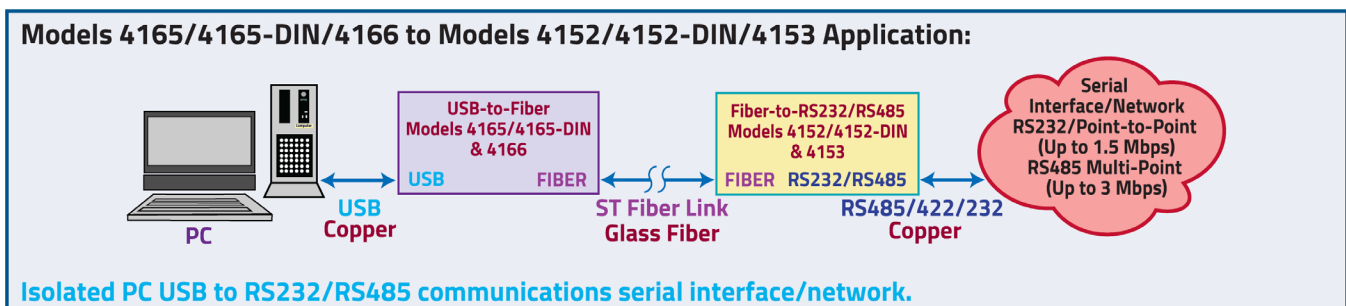 Models 4165/4165-DIN/4166 to Models 4152/4152-DIN/4153 Application:
Computer
PC
USB
Copper
USB-to-Fiber
Models 4165/4165-DIN
& 4166
USB FIBER
ST Fiber Link
Glass Fiber
Fiber-to-RS232/RS485
Models 4152/4152-DIN
& 4153
FIBER RS232/RS485
RS485/422/232
Copper
Serial
Interface/Network
RS232/Point-to-Point
(Up to 1.5 Mbps)
RS485 Multi-Point
(Up to 3 Mbps)
Isolated PC USB to RS232/RS485 communications serial interface/network.